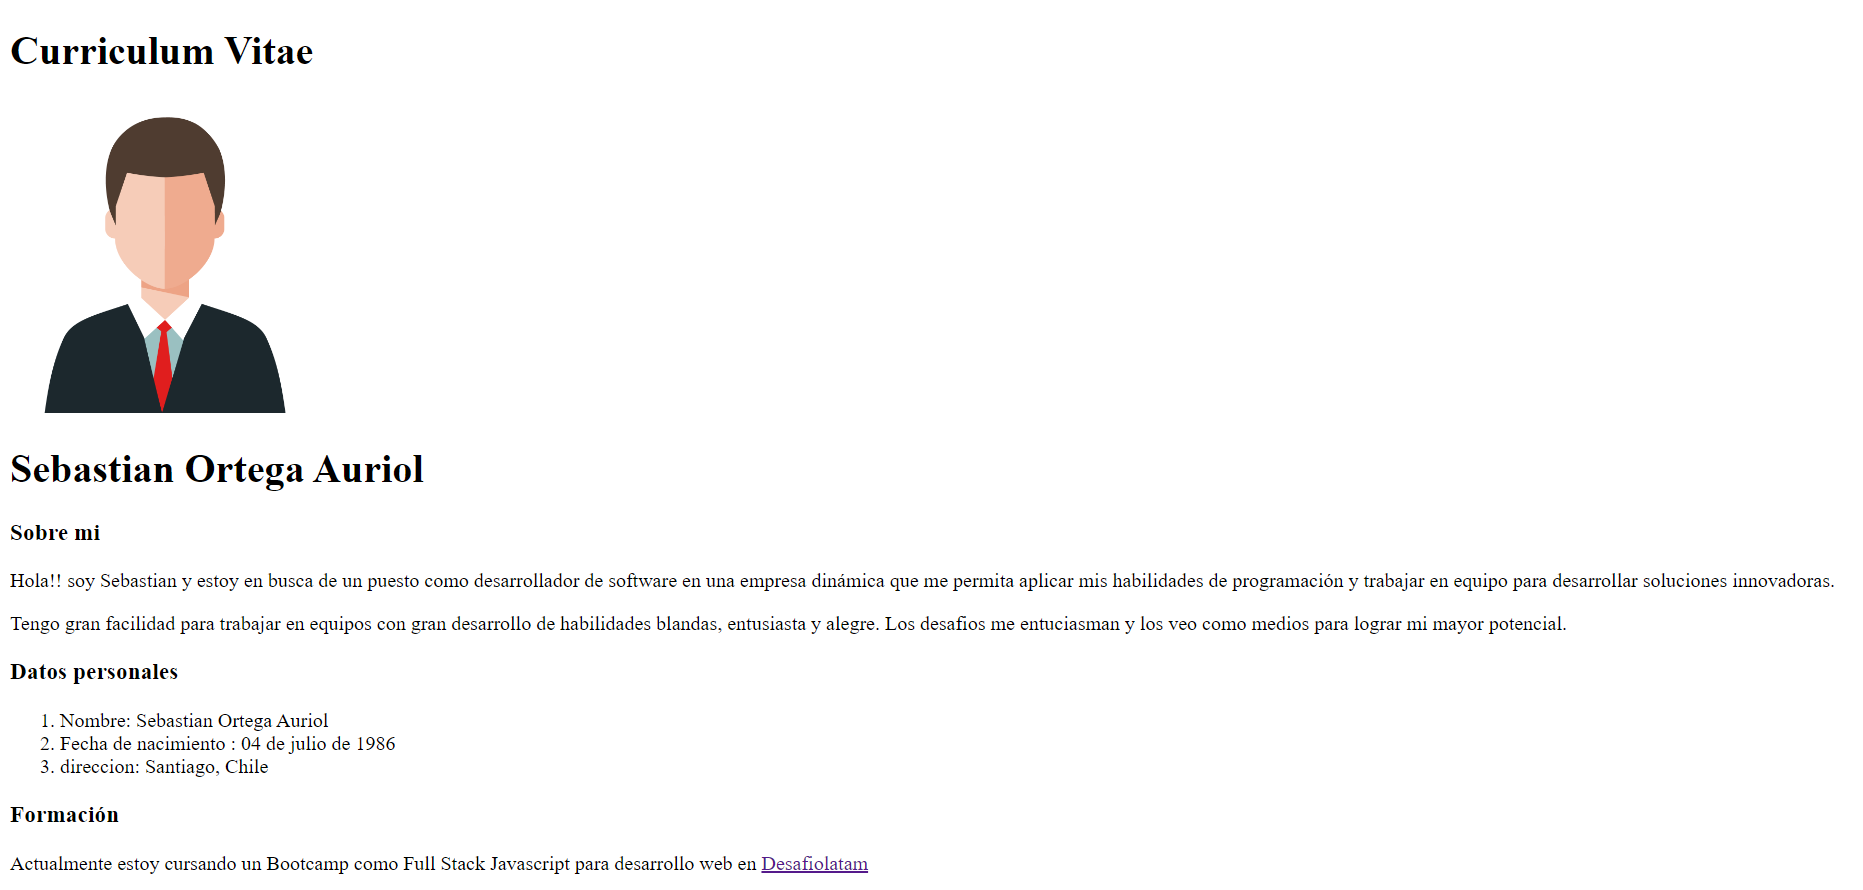 Curriculum Vitae
Sebastian Ortega Auriol
Sobre mi
Hola!! soy Sebastian y estoy en busca de un puesto como desarrollador de software en una empresa dinámica que me permita aplicar mis habilidades de programación y trabajar en equipo para desarrollar soluciones innovadoras.
Tengo gran facilidad para trabajar en equipos con gran desarrollo de habilidades blandas, entusiasta y alegre. Los desafios me entuciasman y los veo como medios para lograr mi mayor potencial.
Datos personales
1. Nombre: Sebastian Ortega Auriol
2. Fecha de nacimiento : 04 de julio de 1986
3. direccion: Santiago, Chile
Formación
Actualmente estoy cursando un Bootcamp como Full Stack Javascript para desarrollo web en Desafiolatam